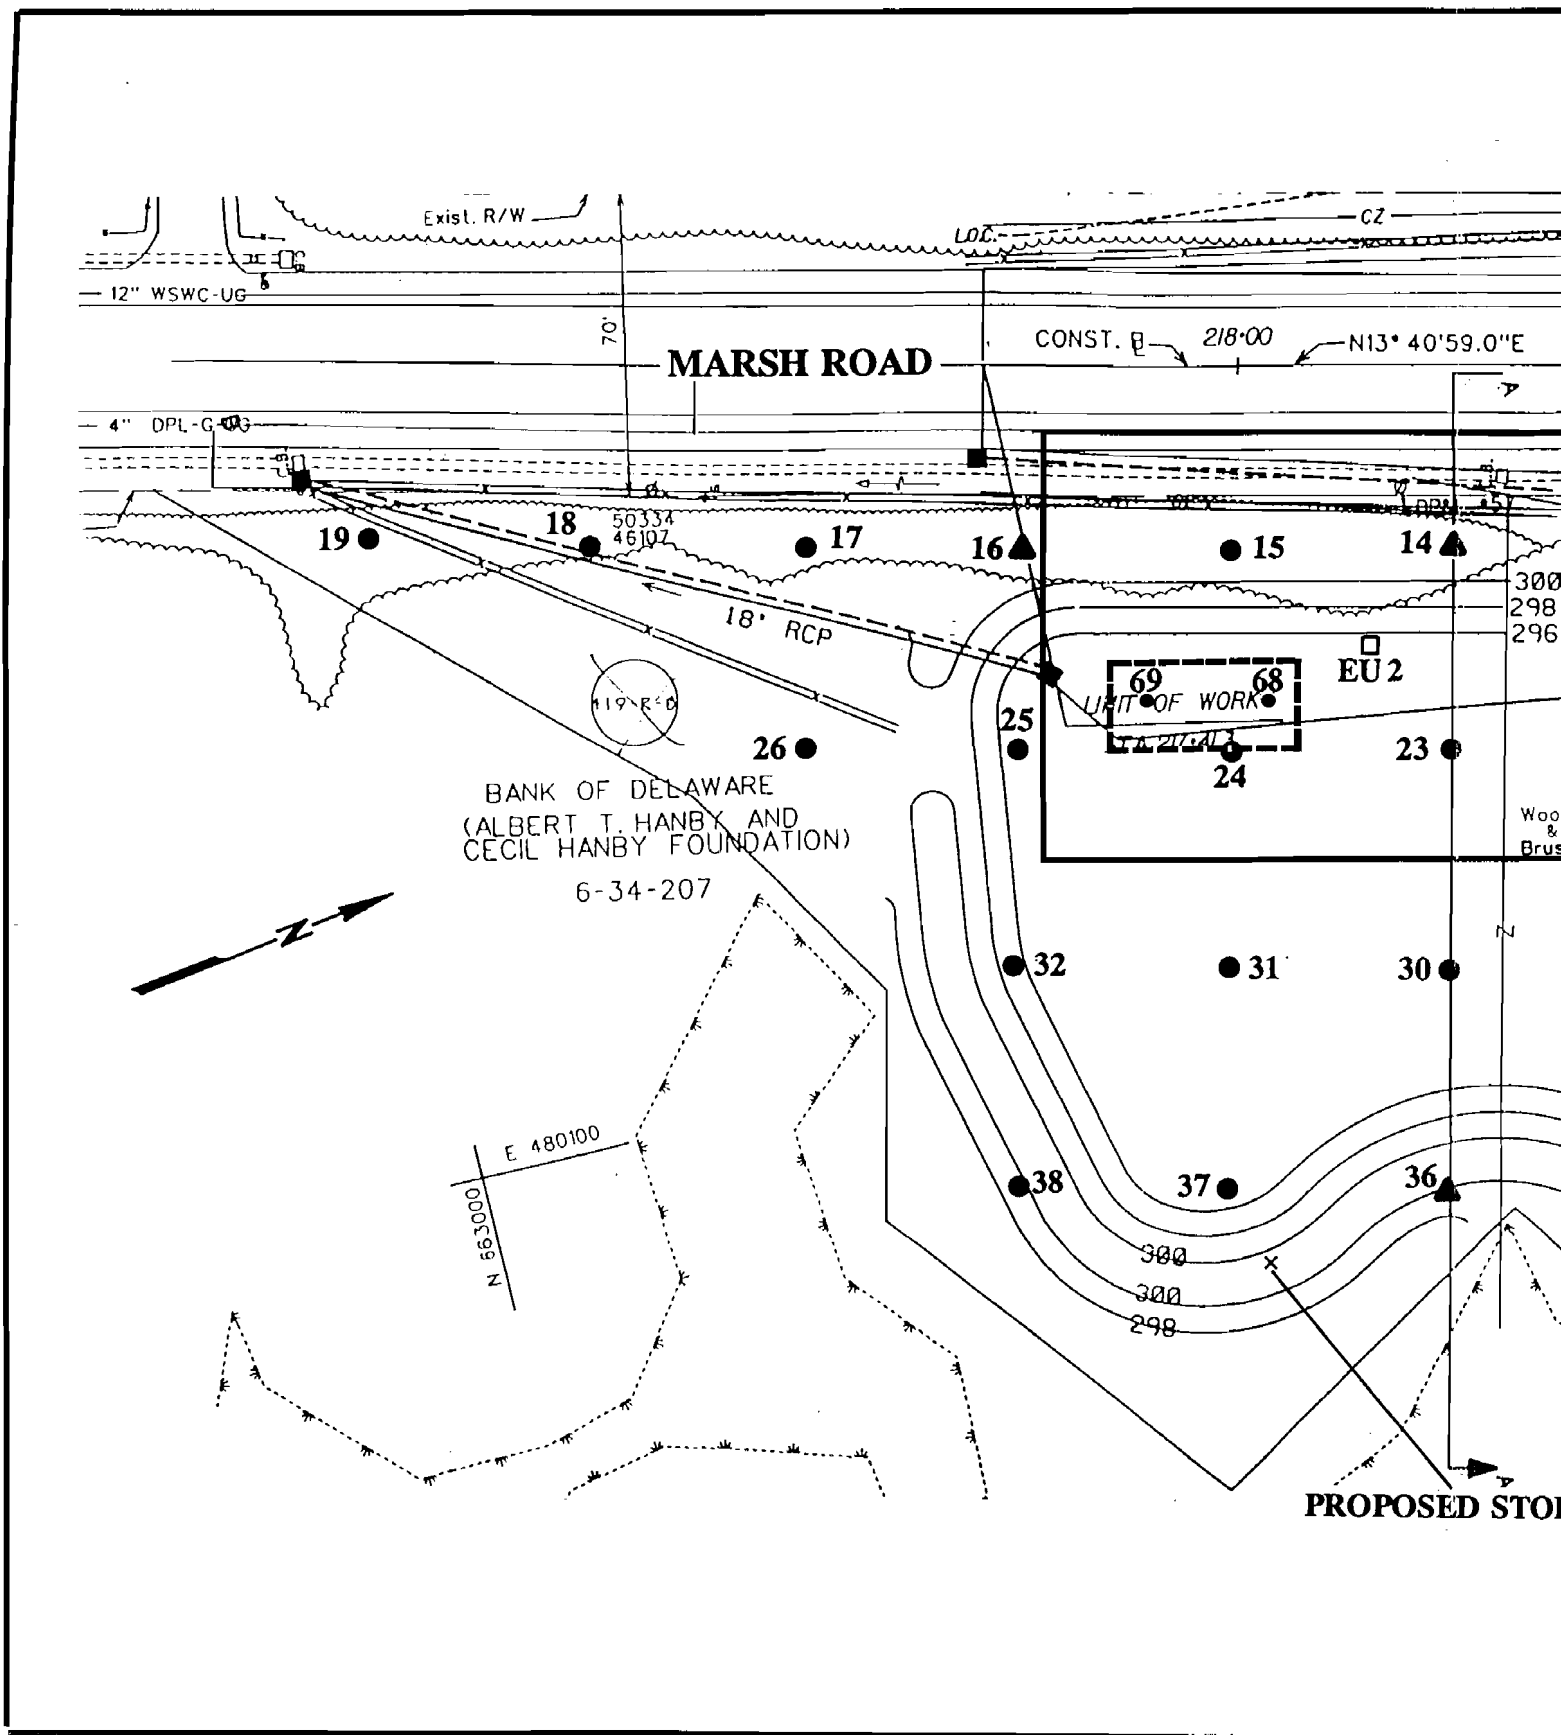 Exist. R/W
L.O.C.
CZ
12" WSWC-UG
70'
CONST. B
218+00
N13° 40'59.0"E
MARSH ROAD
A
4" DPL-G-UG
19
18
50334
46107
17
16
15
14
300
298
296
18" RCP
EU 2
69
68
LIMIT OF WORK
25
26
24
23
BANK OF DELAWARE
(ALBERT T. HANBY AND
CECIL HANBY FOUNDATION)
6-34-207
Woo
&
Brus
N
Z
32
31
30
E 480100
N 663000
38
37
36
300
300
298
A
PROPOSED STO